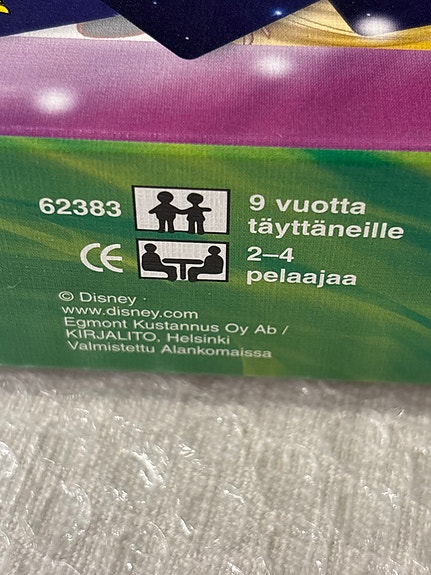 62383
9 vuotta
täyttäneille
CE
2–4
pelaajaa
© Disney
www.disney.com
Egmont Kustannus Oy Ab /
KIRJALITO, Helsinki
Valmistettu Alankomaissa